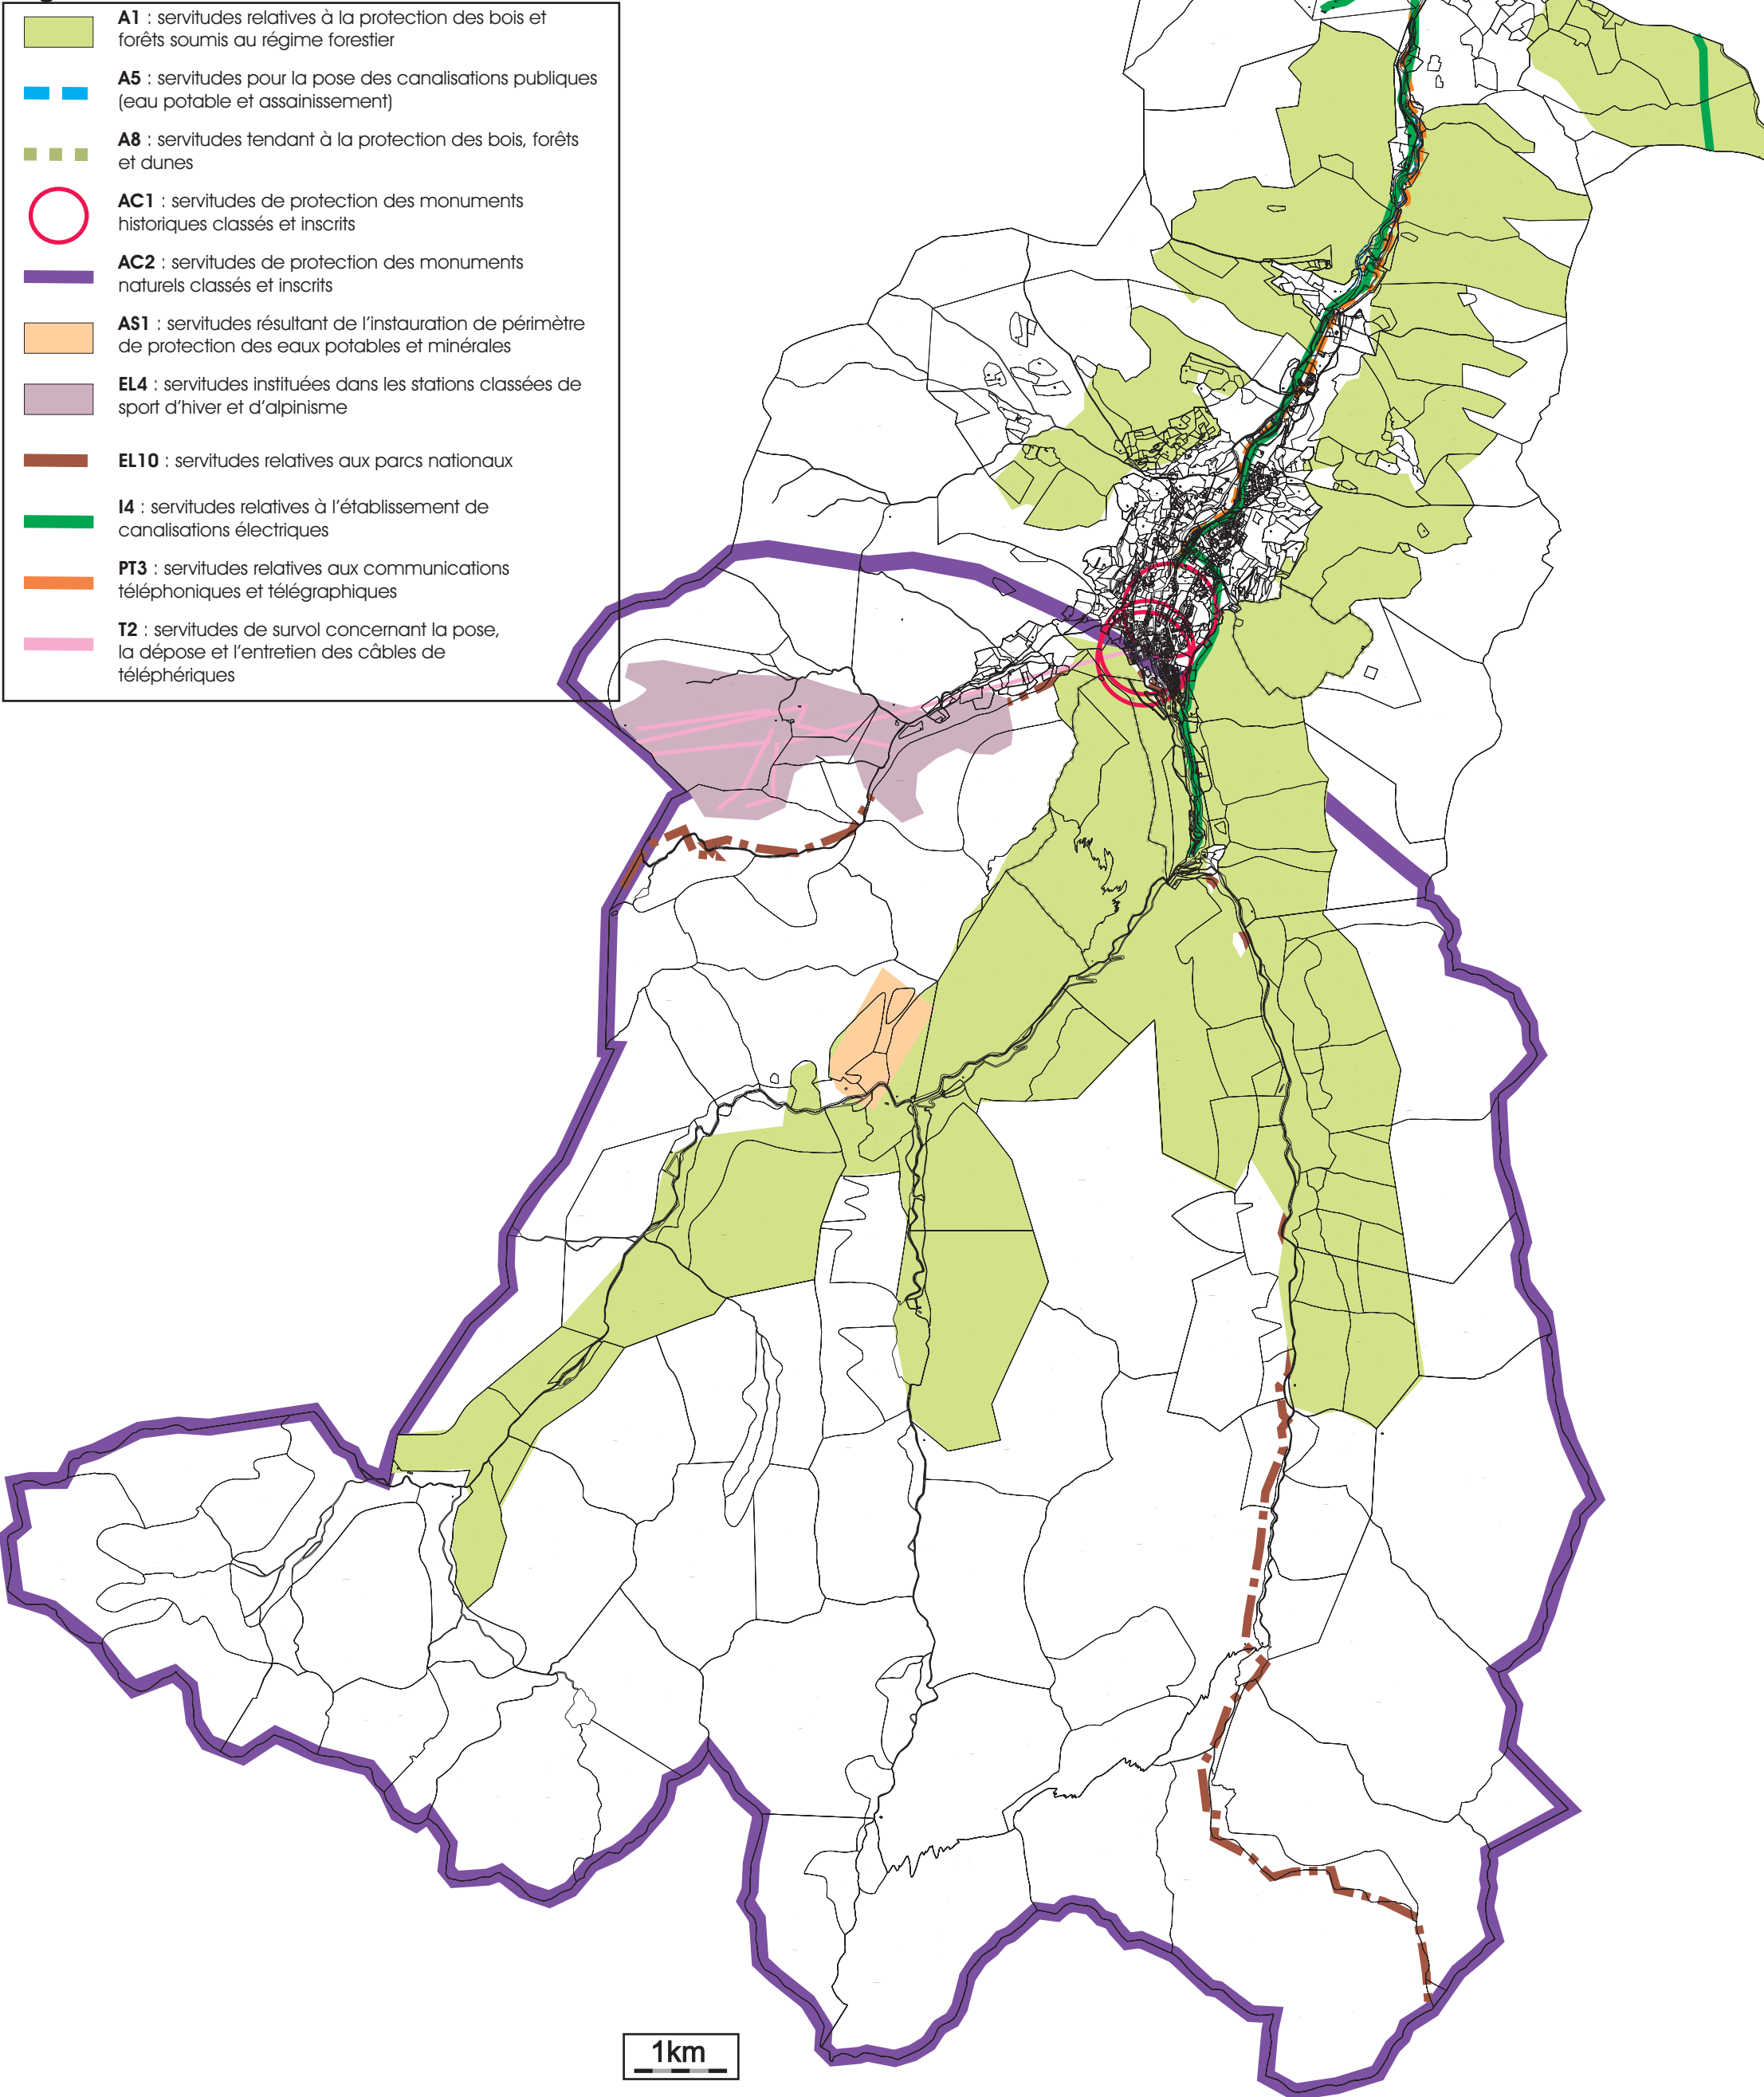 A1 : servitudes relatives à la protection des bois et
forêts soumis au régime forestier
A5 : servitudes pour la pose des canalisations publiques
(eau potable et assainissement)
A8 : servitudes tendant à la protection des bois, forêts
et dunes
AC1 : servitudes de protection des monuments
historiques classés et inscrits
AC2 : servitudes de protection des monuments
naturels classés et inscrits
AS1 : servitudes résultant de l'instauration de périmètre
de protection des eaux potables et minérales
EL4 : servitudes instituées dans les stations classées de
sport d'hiver et d'alpinisme
EL10 : servitudes relatives aux parcs nationaux
I4 : servitudes relatives à l'établissement de
canalisations électriques
PT3 : servitudes relatives aux communications
téléphoniques et télégraphiques
T2 : servitudes de survol concernant la pose,
la dépose et l'entretien des câbles de
téléphériques
1km